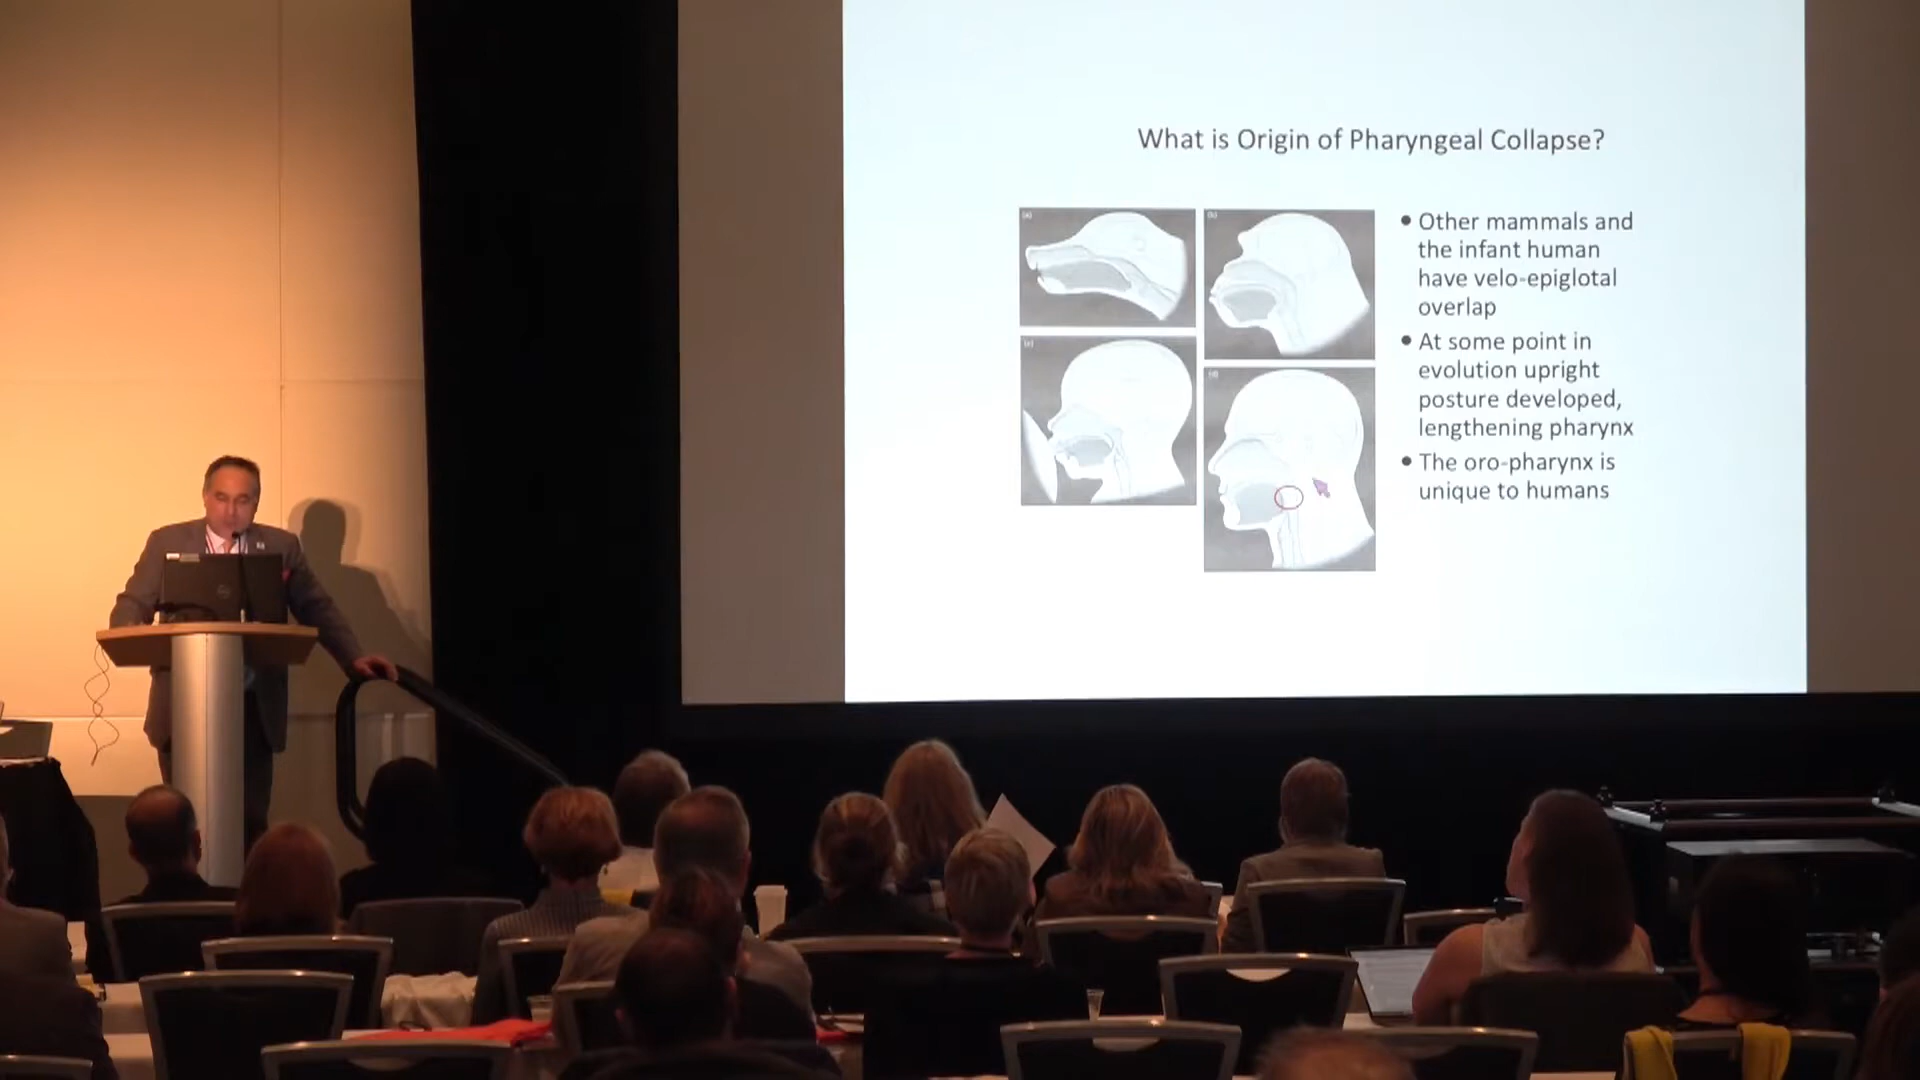 What is Origin of Pharyngeal Collapse?
(a)
(b)
(c)
(d)
• Other mammals and
the infant human
have velo-epiglotal
overlap
• At some point in
evolution upright
posture developed,
lengthening pharynx
• The oro-pharynx is
unique to humans